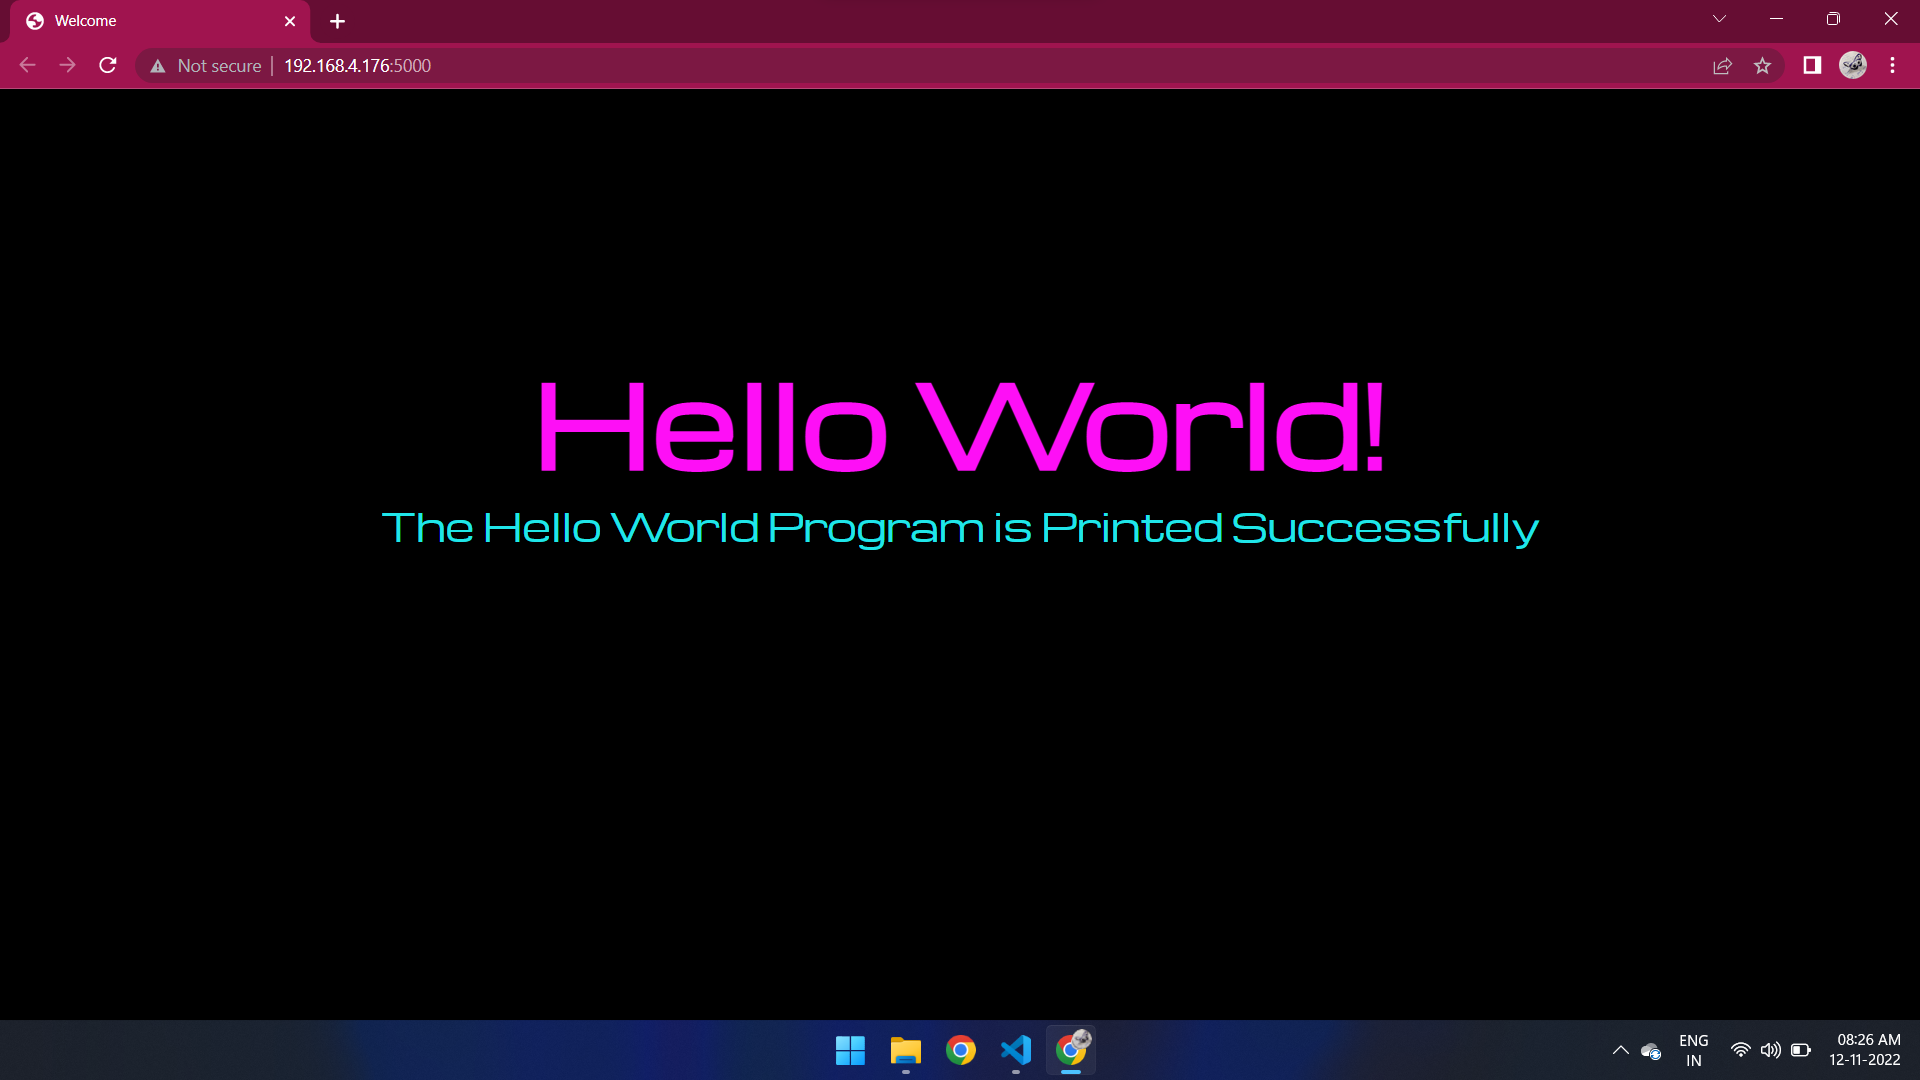 Welcome
Not secure
192.168.4.176:5000
Hello World!
The Hello World Program is Printed Successfully
ENG
IN
08:26 AM
12-11-2022